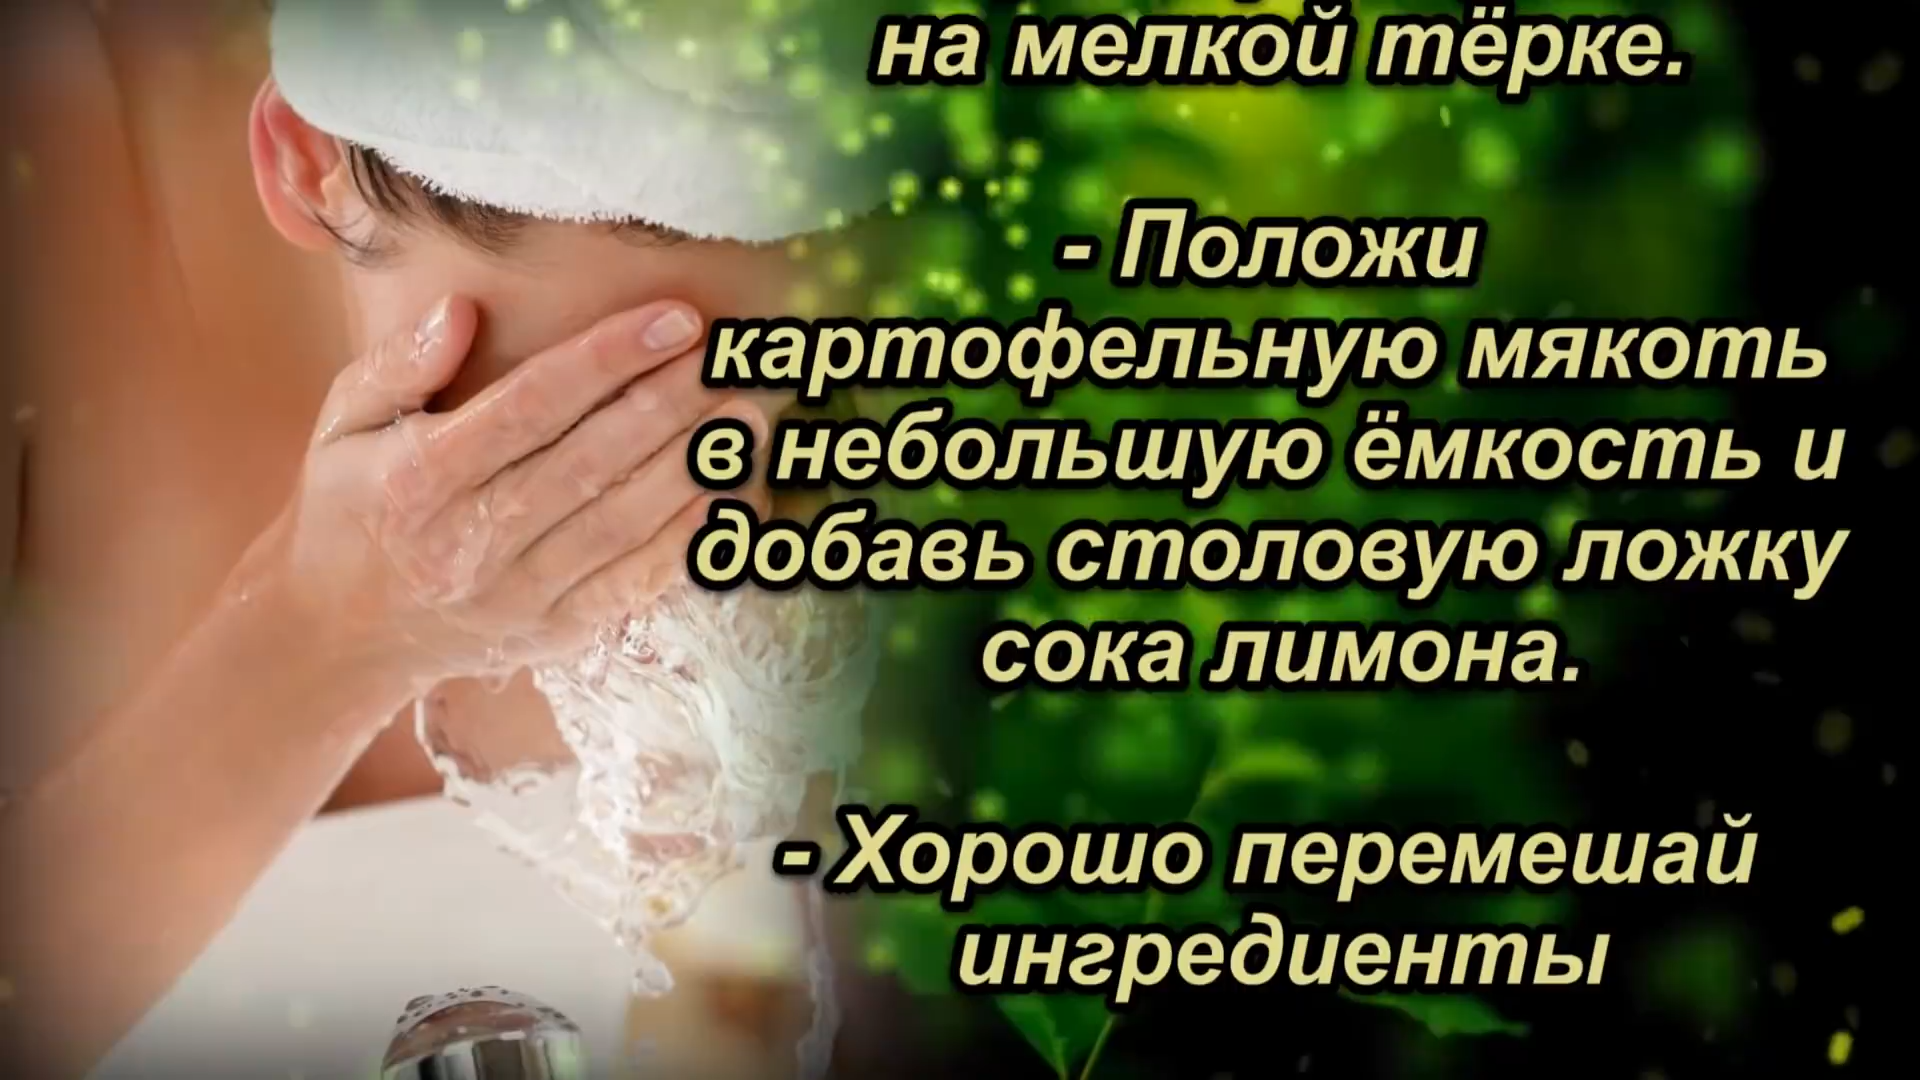 на мелкой тёрке.
- Положи
картофельную мякоть
в небольшую ёмкость и
добавь столовую ложку
сока лимона.
- Хорошо перемешай
ингредиенты